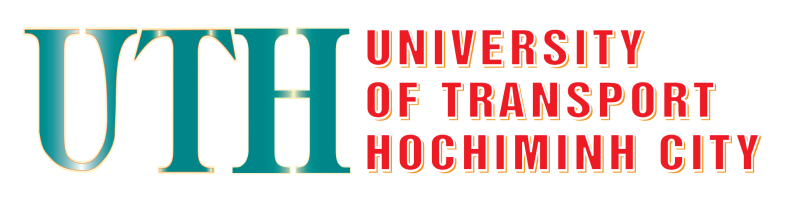 UTH
UNIVERSITY
OF TRANSPORT
HOCHIMINH CITY